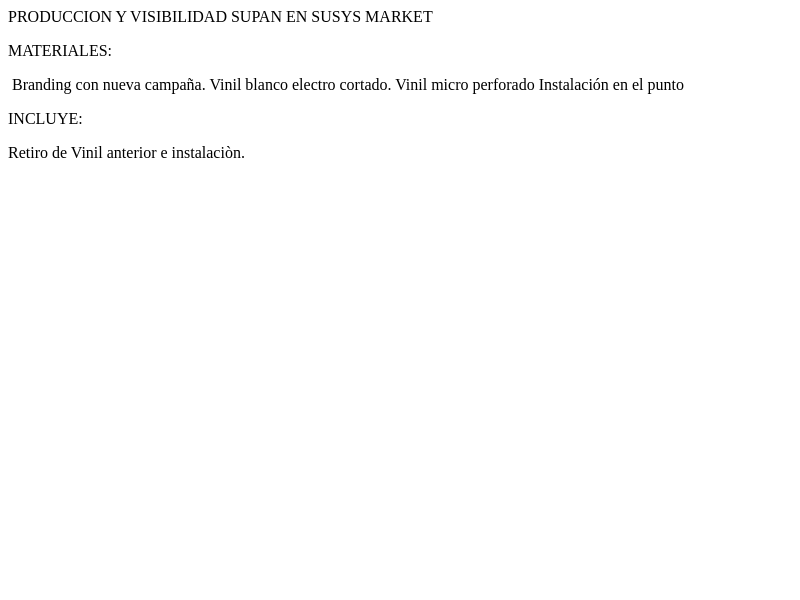 PRODUCCION Y VISIBILIDAD SUPAN EN SUSYS MARKET
MATERIALES:
Branding con nueva campaña. Vinil blanco electro cortado. Vinil micro perforado Instalación en el punto
INCLUYE:
Retiro de Vinil anterior e instalaciòn.